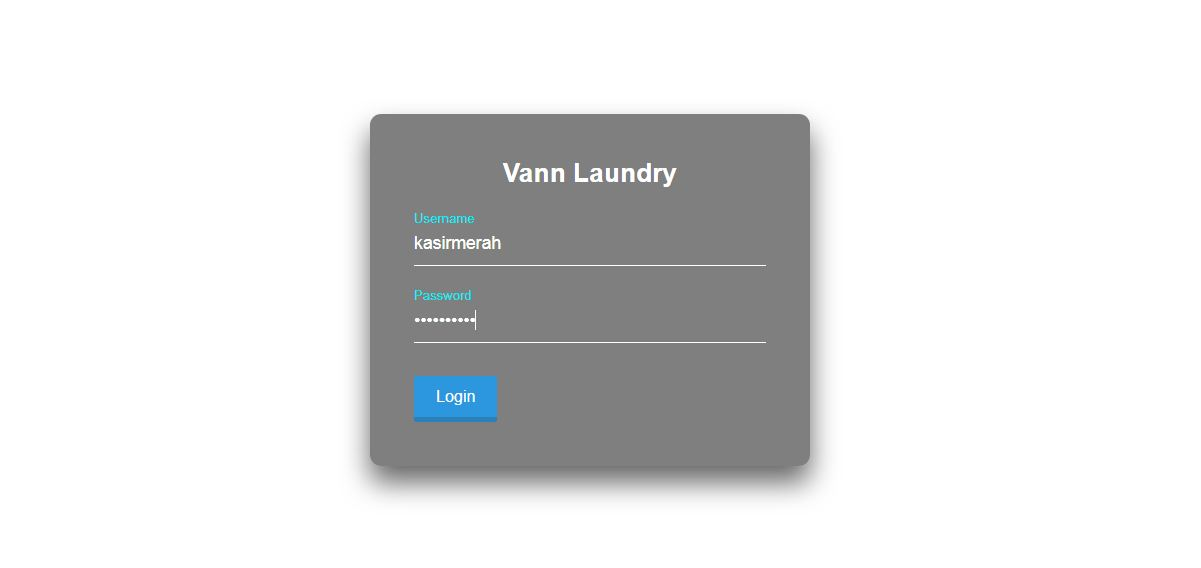 Vann Laundry
Username
kasirmerah
Password
••••••••••
Login